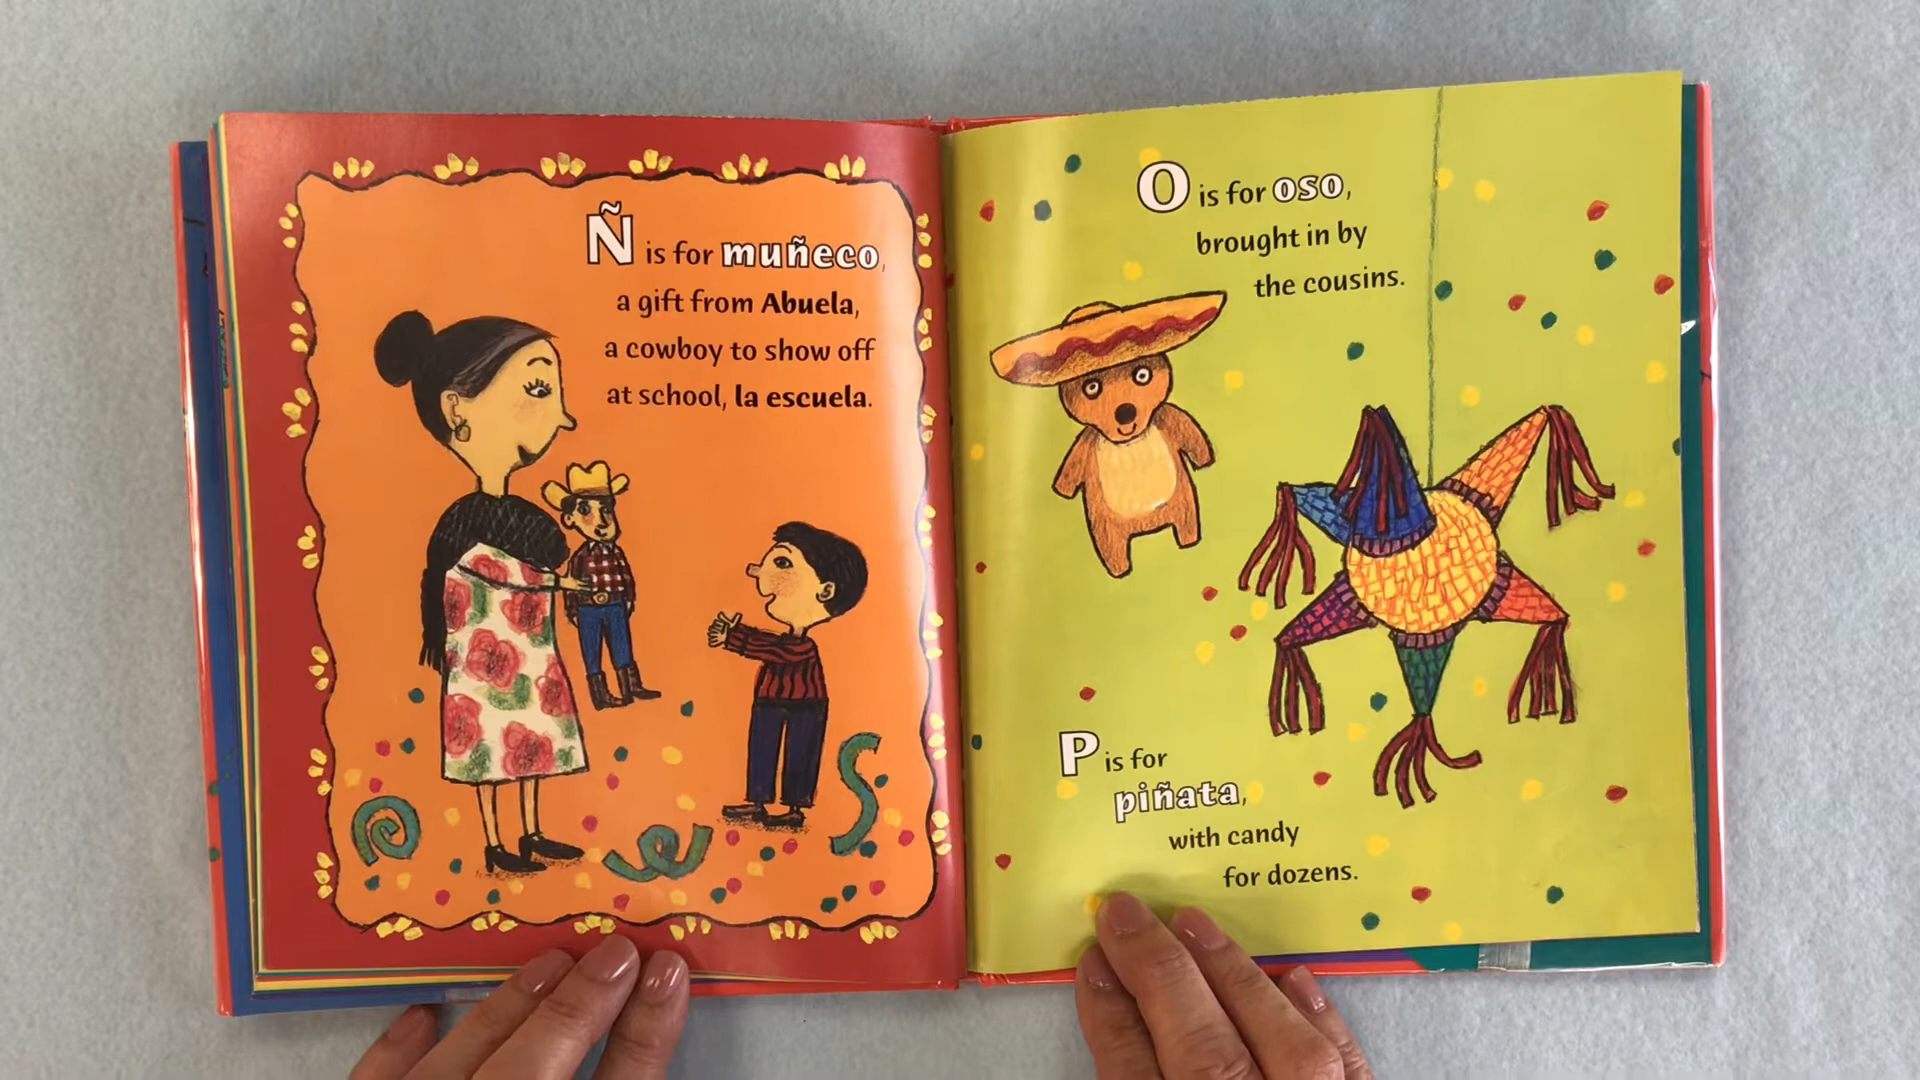 Ñ is for muñeco,
a gift from Abuela,
a cowboy to show off
at school, la escuela.
O is for oso,
brought in by
the cousins.
P is for
piñata,
with candy
for dozens.